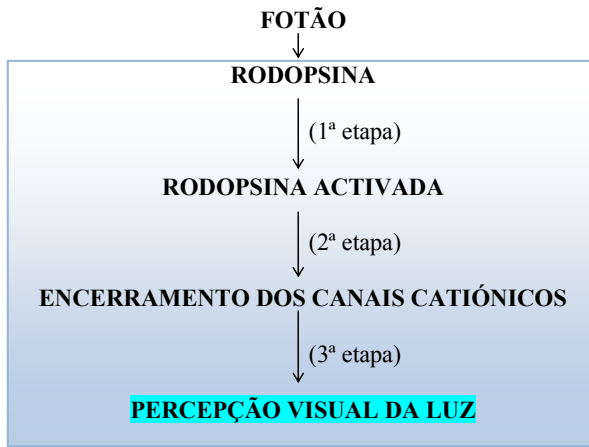 FOTÃO
RODOPSINA
(1ª etapa)
RODOPSINA ACTIVADA
(2ª etapa)
ENCERRAMENTO DOS CANAIS CATIÓNICOS
(3ª etapa)
PERCEPÇÃO VISUAL DA LUZ